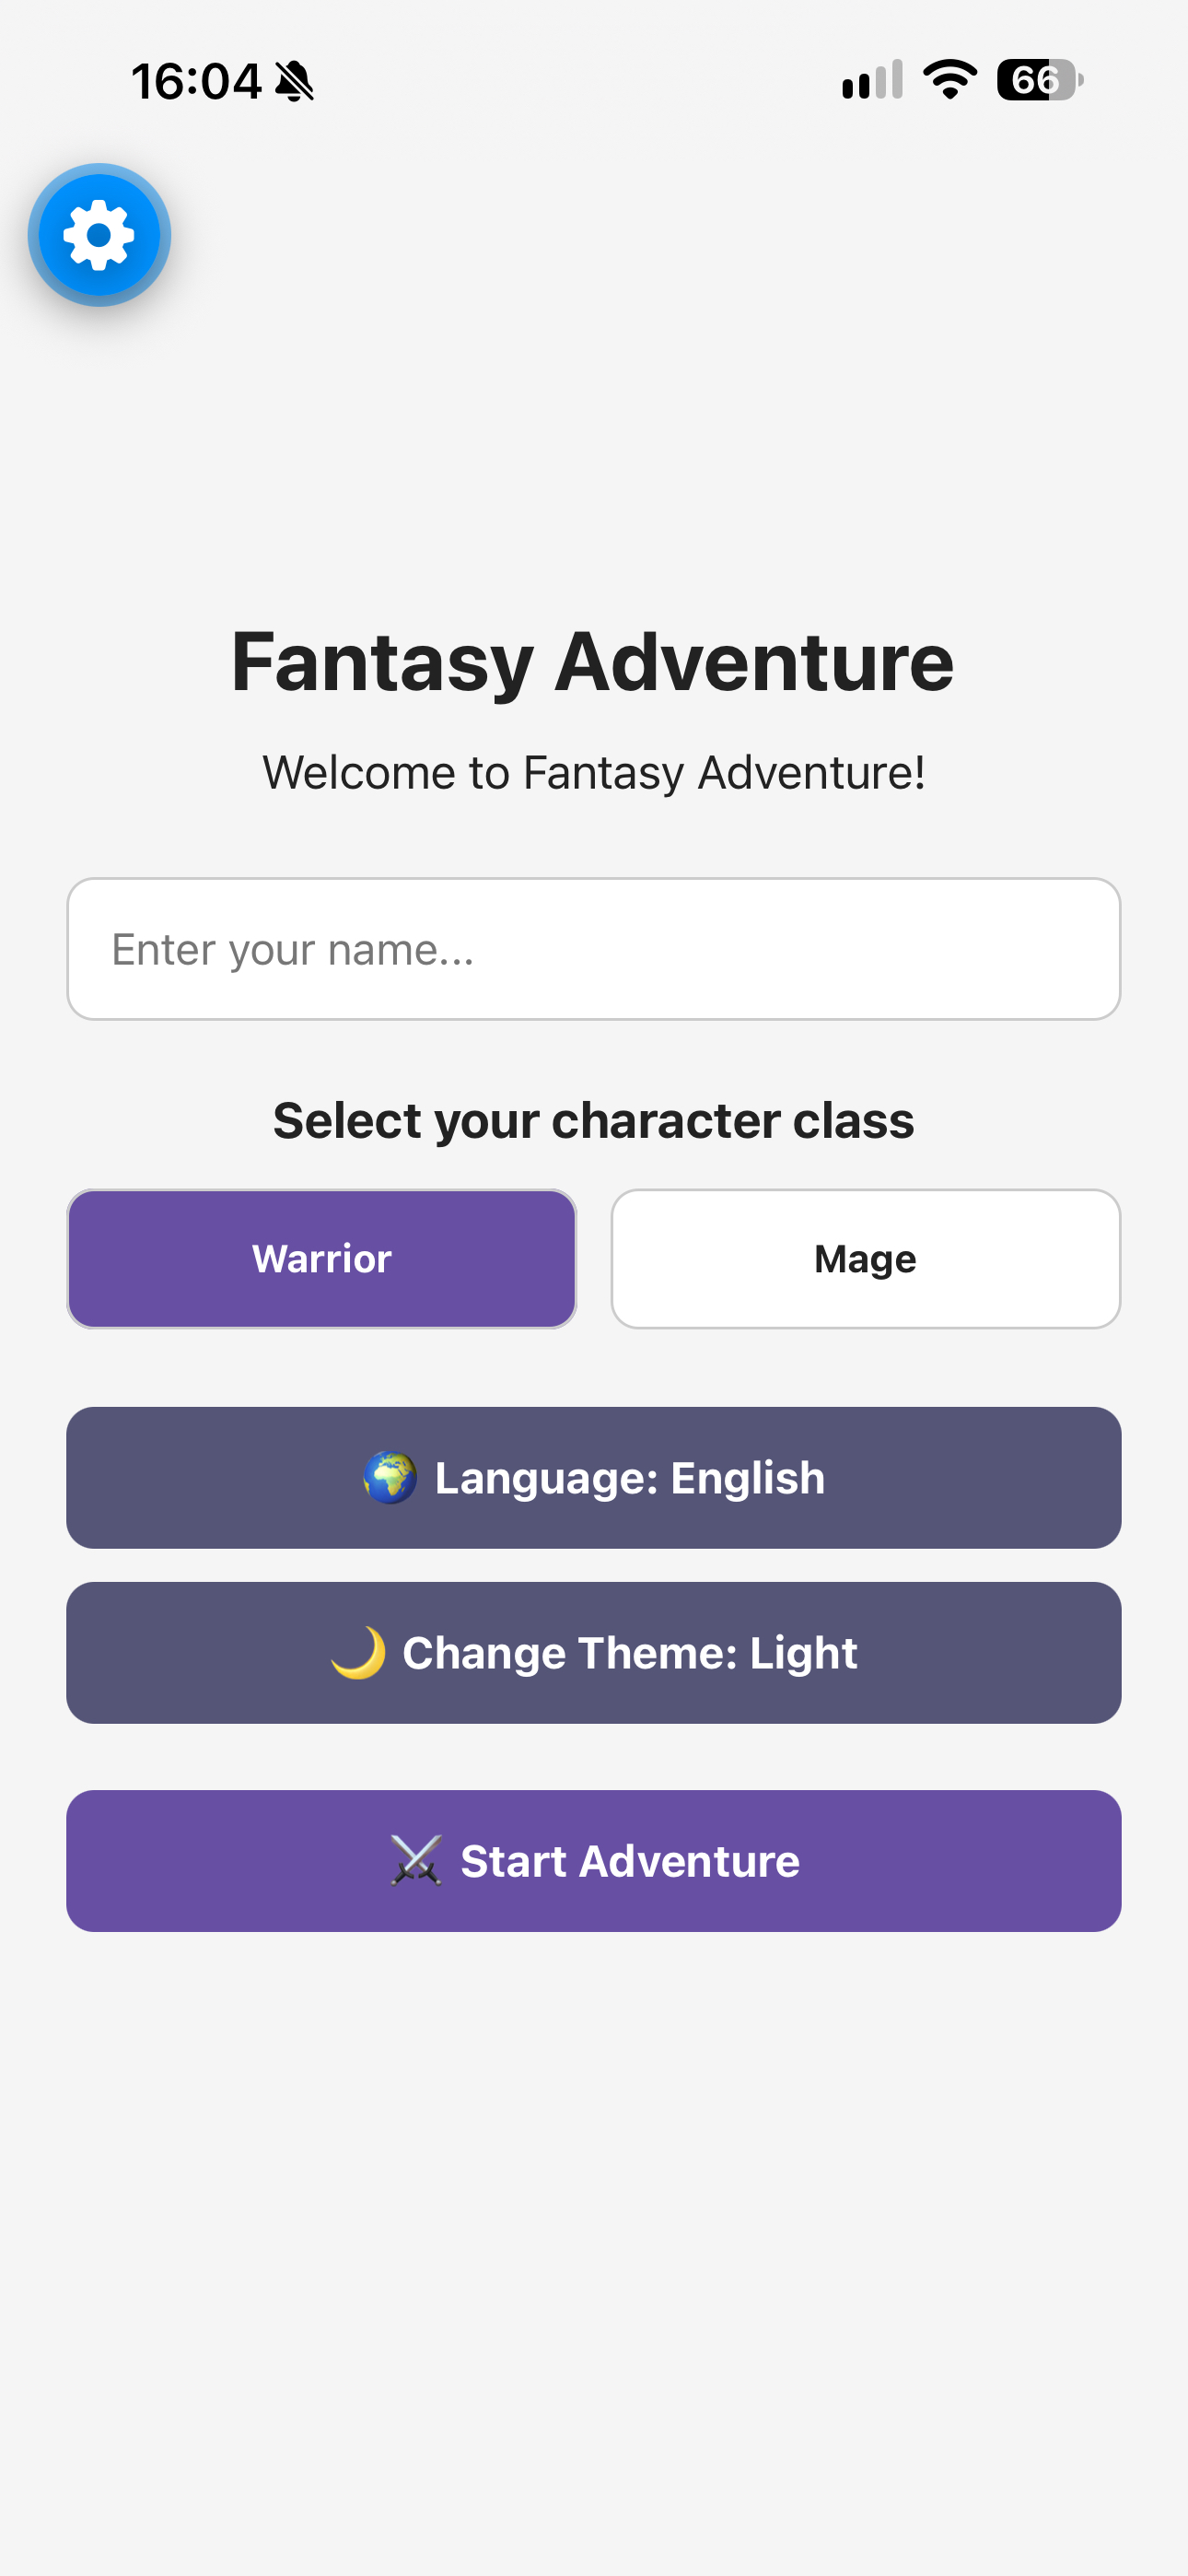 16:04
66
Fantasy Adventure
Welcome to Fantasy Adventure!
Enter your name...
Select your character class
Warrior
Mage
🌍 Language: English
🌙 Change Theme: Light
⚔️ Start Adventure